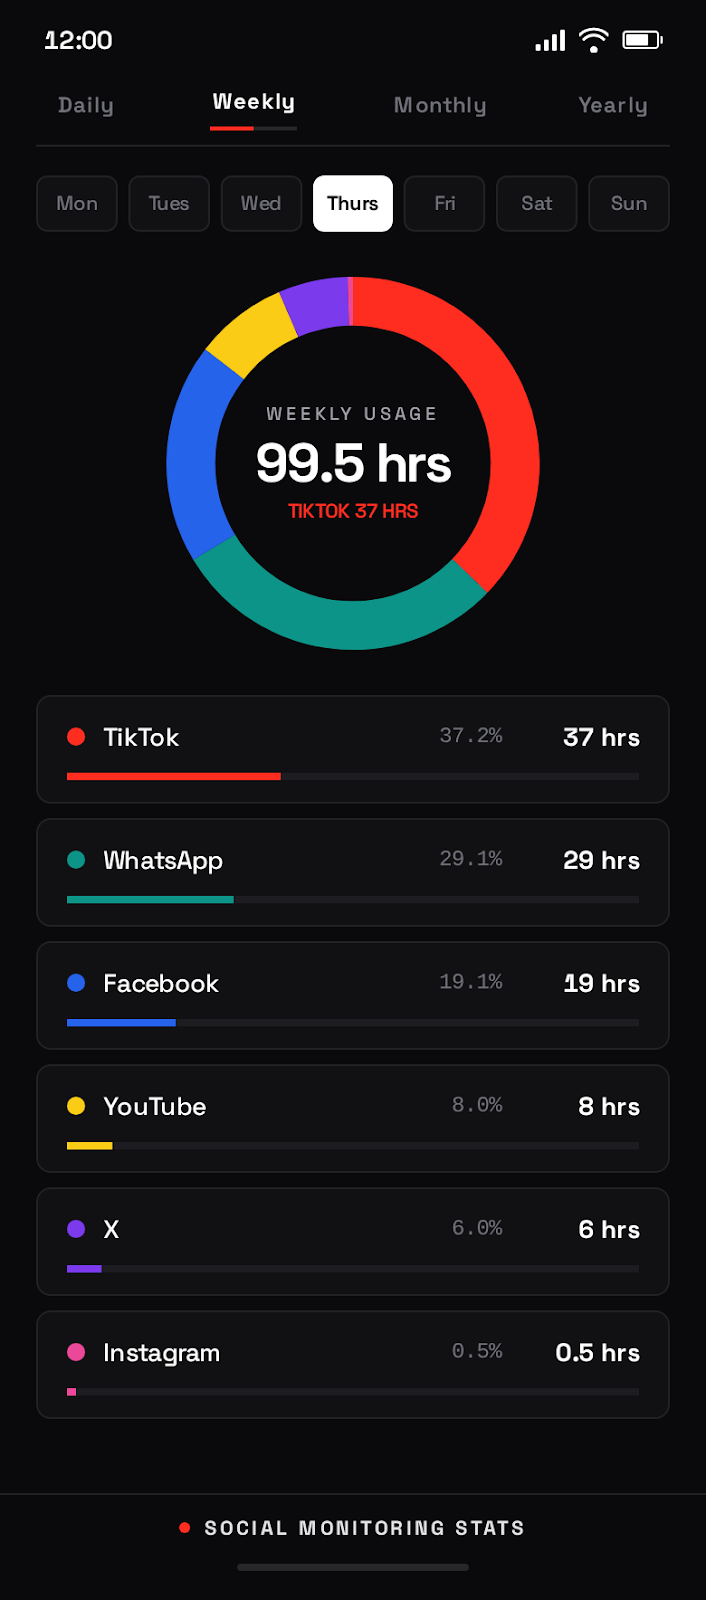 12:00
Daily Weekly Monthly Yearly
Mon Tues Wed Thurs Fri Sat Sun
WEEKLY USAGE
99.5 hrs
TIKTOK 37 HRS
TikTok 37.2% 37 hrs
WhatsApp 29.1% 29 hrs
Facebook 19.1% 19 hrs
YouTube 8.0% 8 hrs
X 6.0% 6 hrs
Instagram 0.5% 0.5 hrs
SOCIAL MONITORING STATS